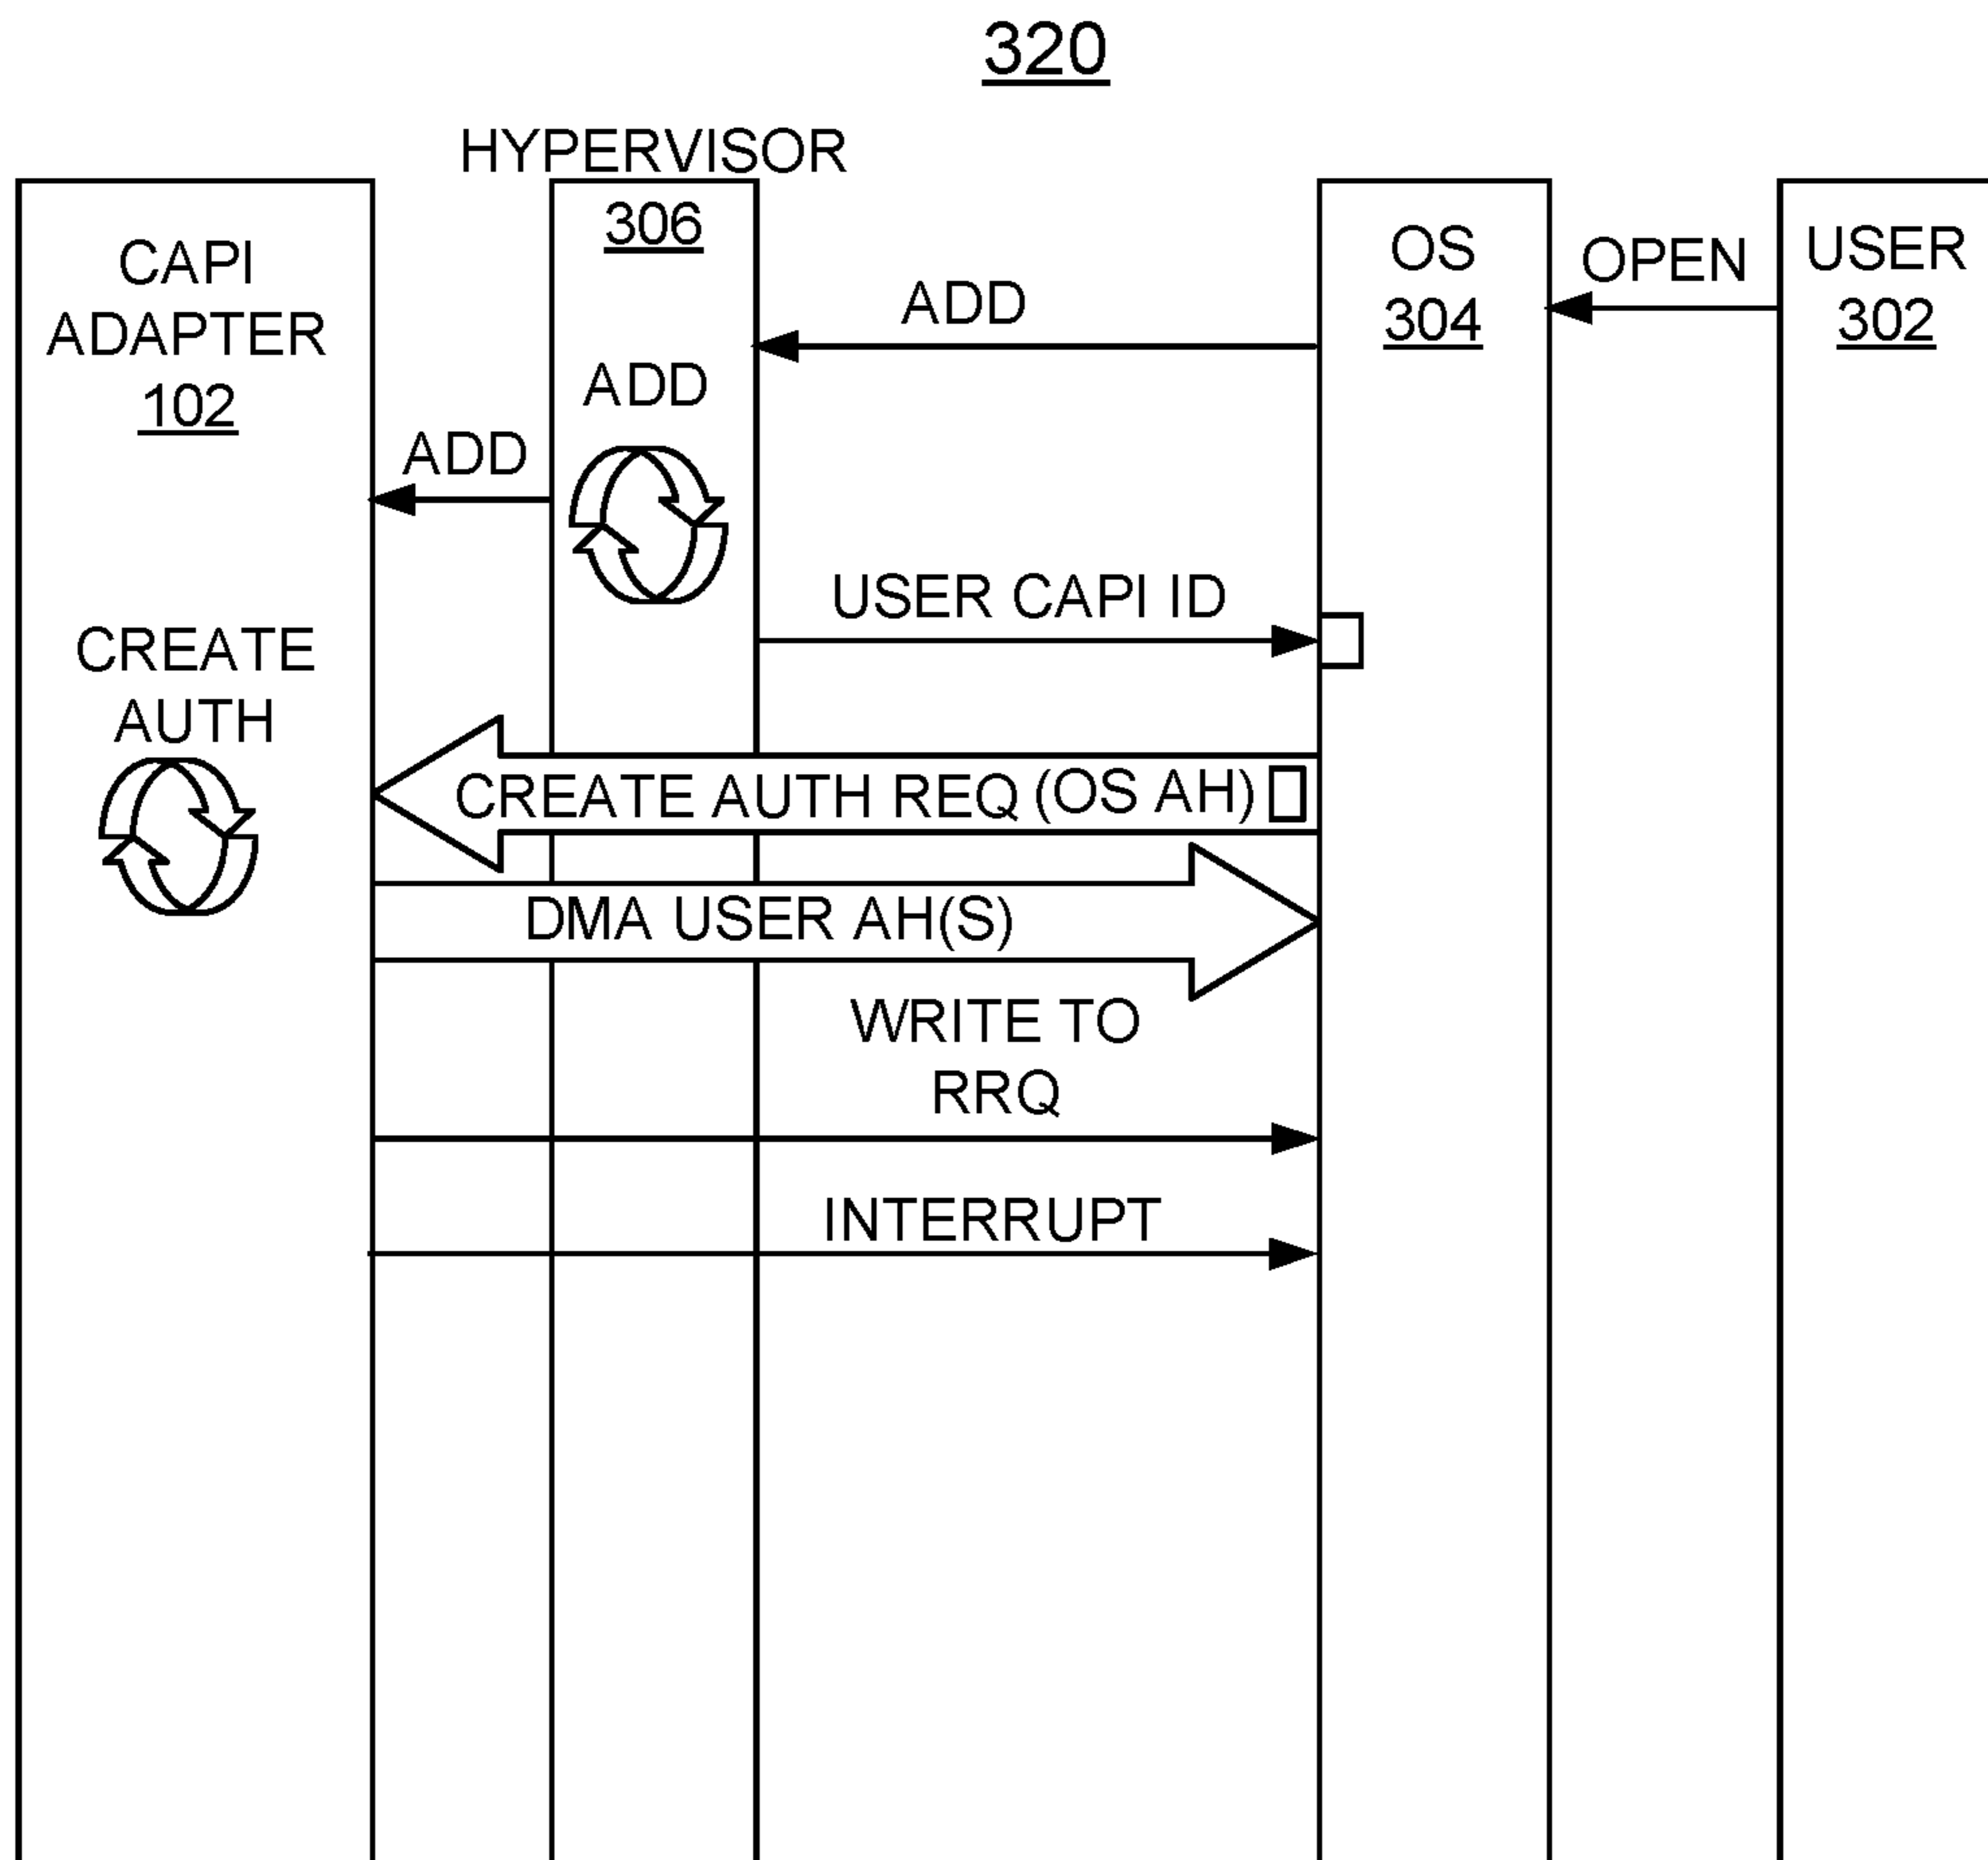 320
HYPERVISOR
306
CAPI
ADAPTER
102
OS
304
OPEN
USER
302
ADD
ADD
ADD
USER CAPI ID
CREATE
AUTH
CREATE AUTH REQ (OS AH)
DMA USER AH(S)
WRITE TO
RRQ
INTERRUPT